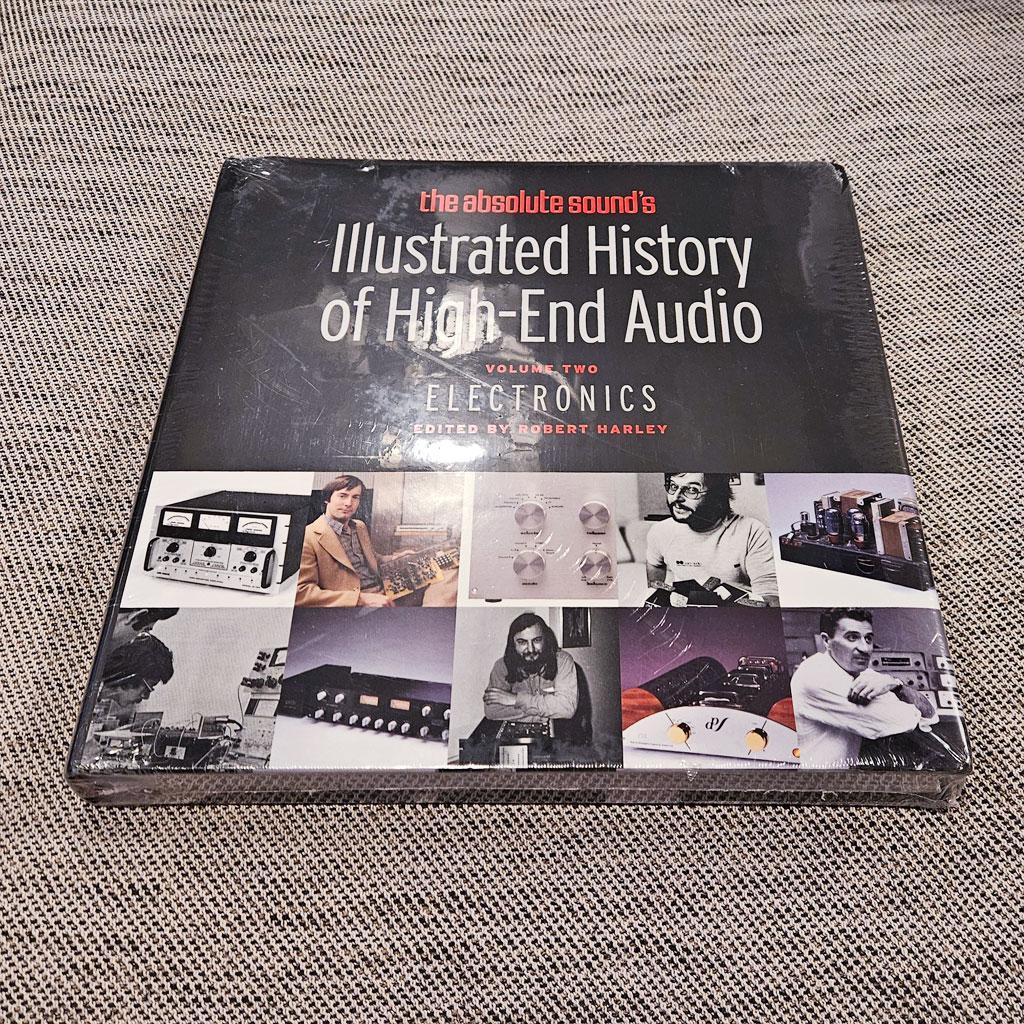 the absolute sound's
Illustrated History
of High-End Audio
VOLUME TWO
ELECTRONICS
EDITED BY ROBERT HARLEY